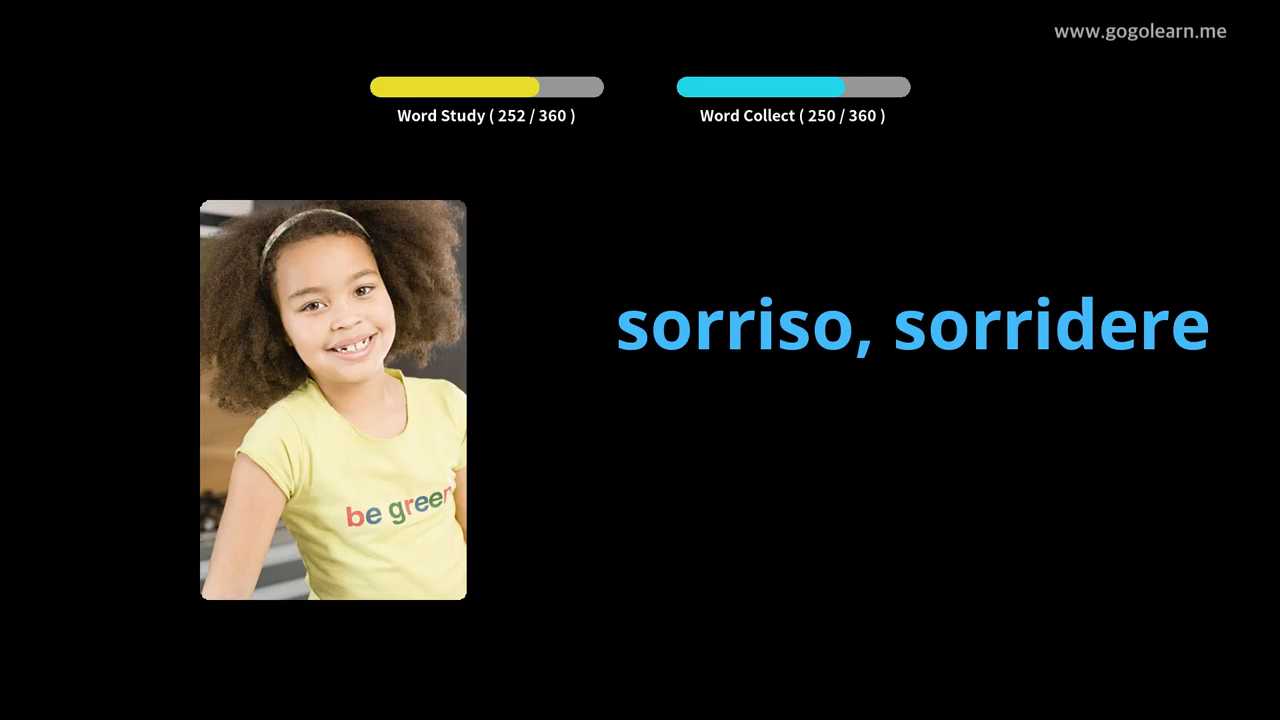 www.gogolearn.me
Word Study ( 252 / 360 )
Word Collect ( 250 / 360 )
sorriso, sorridere
be green